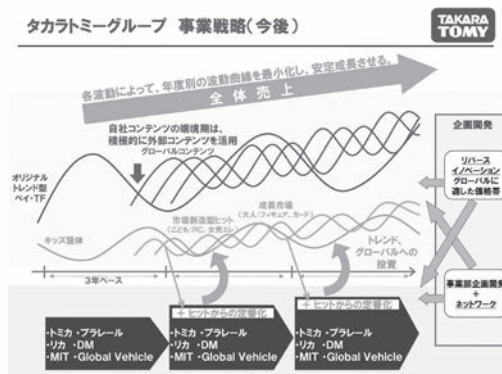 タカラトミーグループ 事業戦略(今後)
TAKARA
TOMY
各波動によって、年度別の波動曲線を最小化し、安定成長させる。
全体売上
自社コンテンツの端境期は、
積極的に外部コンテンツを活用
グローバルコンテンツ
オリジナル
トレンド型
ベイ・TF
企画開発
リバース
イノベーション
グローバルに
適した価格帯
成長市場
(大人/フィギュア、カード)
市場創造型ヒット
キッズ団体
トレンド、
グローバルへの
投資
3年ベース
事業部企画開発
+
ネットワーク
+ ヒットからの定番化
+ ヒットからの定番化
・トミカ ・プラレール
・リカ ・DM
・MIT ・Global Vehicle
・トミカ ・プラレール
・リカ ・DM
・MIT ・Global Vehicle
・トミカ ・プラレール
・リカ ・DM
・MIT ・Global Vehicle